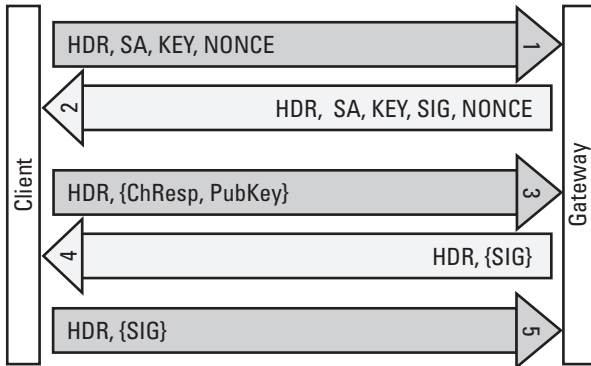 Client
HDR, SA, KEY, NONCE
1
2
HDR, SA, KEY, SIG, NONCE
HDR, {ChResp, PubKey}
3
4
HDR, {SIG}
HDR, {SIG}
5
Gateway